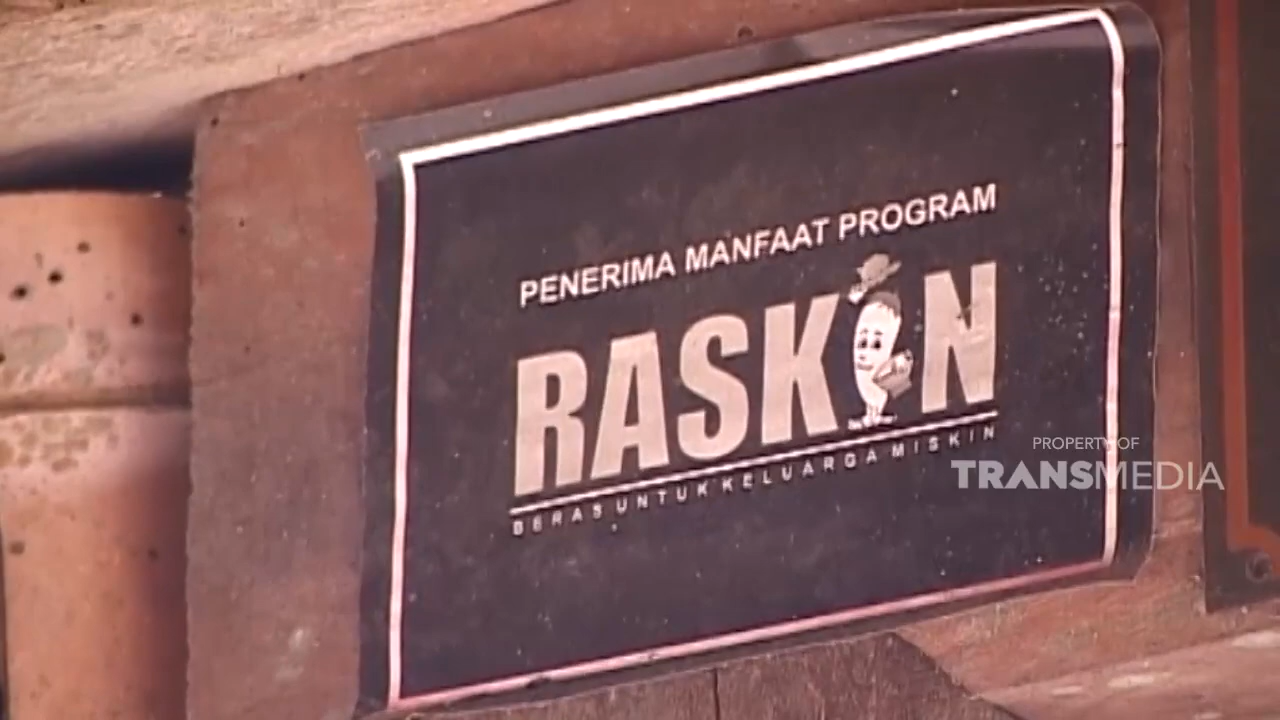 PENERIMA MANFAAT PROGRAM
RASKIN
BERAS UNTUK KELUARGA MISKIN
PROPERTY OF
TRANSMEDIA